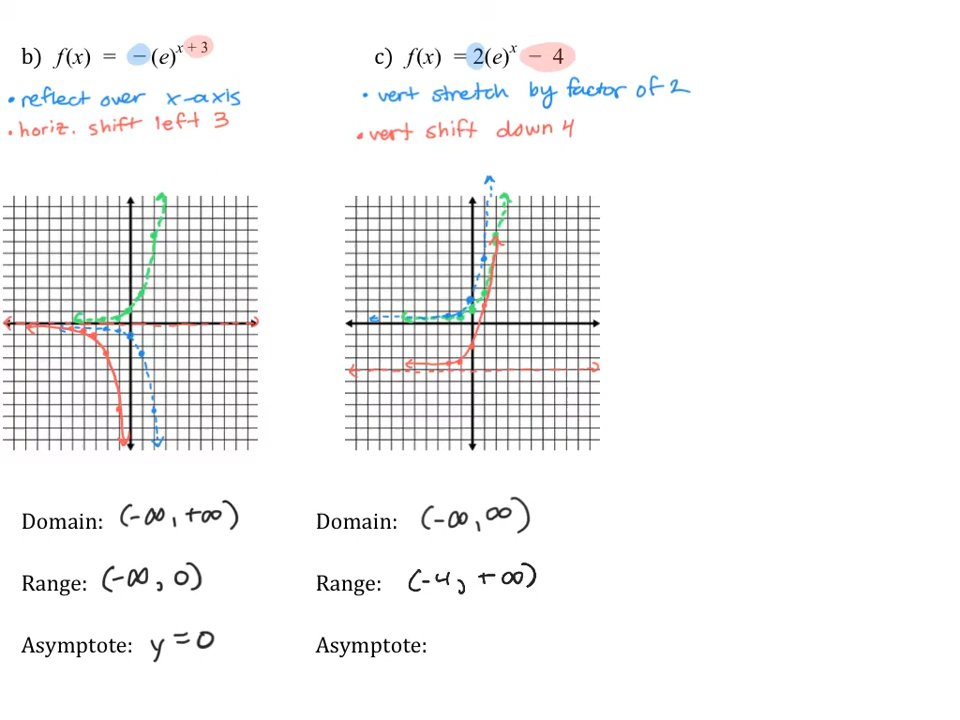 b) f(x) = −(e)^{x + 3}
• reflect over x-axis
• horiz. shift left 3
Domain: (-∞, +∞)
Range: (-∞, 0)
Asymptote: y = 0
c) f(x) = 2(e)^x − 4
• vert stretch by factor of 2
• vert shift down 4
Domain: (-∞, ∞)
Range: (-4, +∞)
Asymptote: